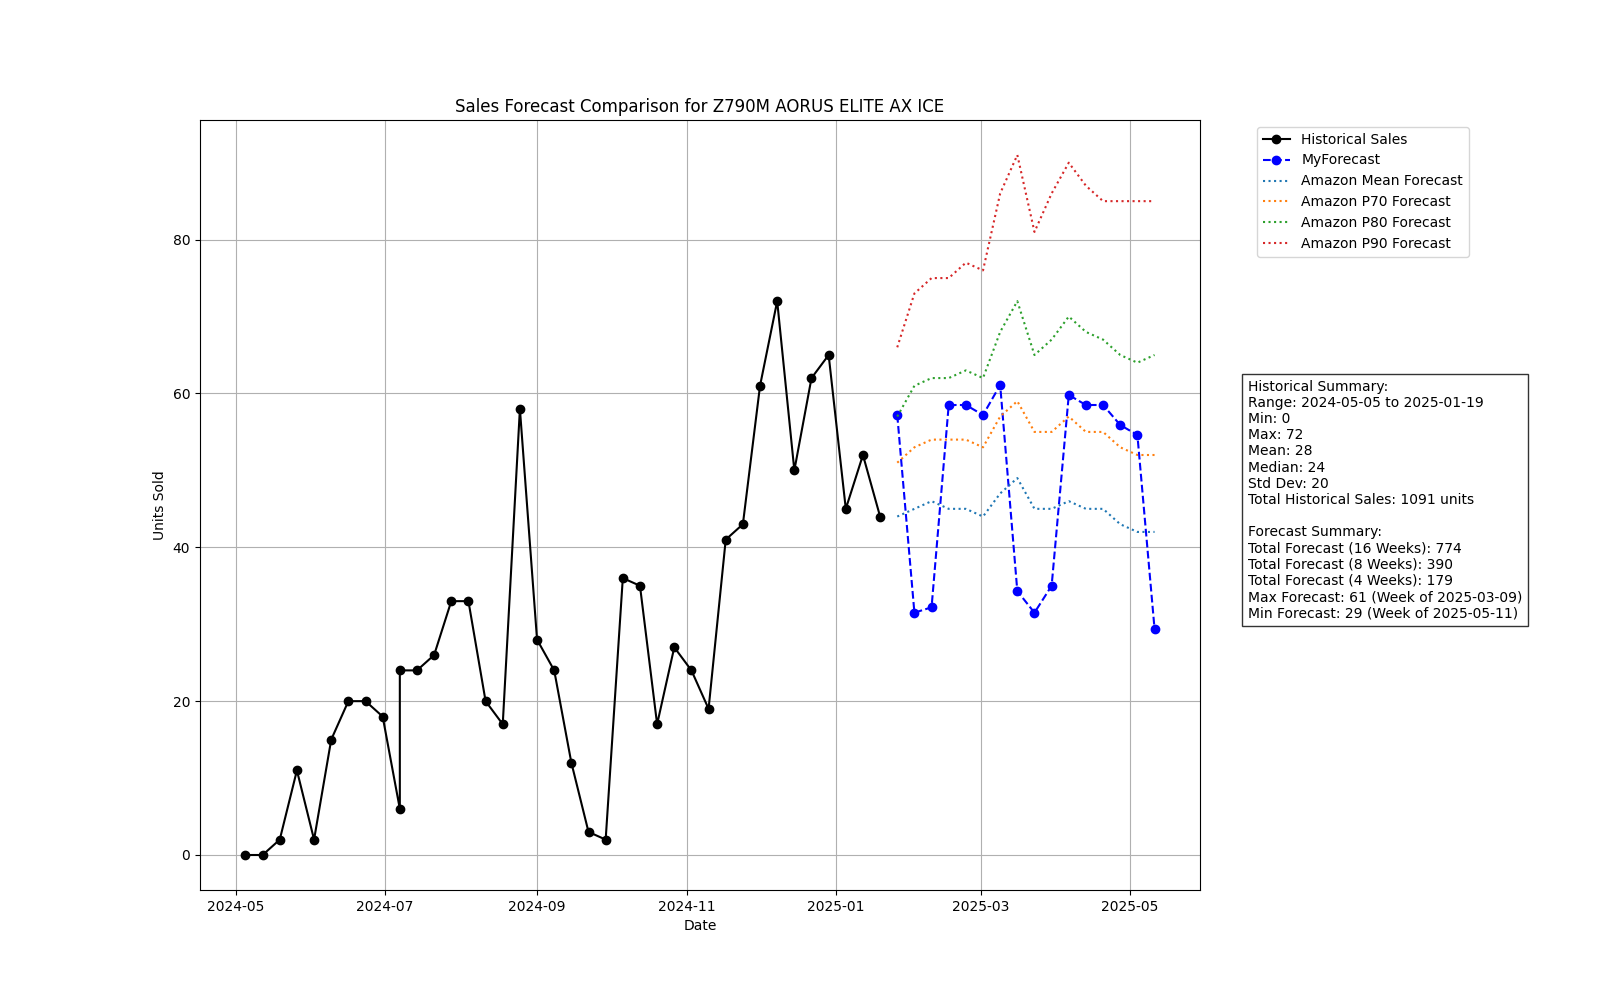 Sales Forecast Comparison for Z790M AORUS ELITE AX ICE
Units Sold
80
60
40
20
0
2024-05
2024-07
2024-09
2024-11
2025-01
2025-03
2025-05
Date
Historical Sales
MyForecast
Amazon Mean Forecast
Amazon P70 Forecast
Amazon P80 Forecast
Amazon P90 Forecast
Historical Summary:
Range: 2024-05-05 to 2025-01-19
Min: 0
Max: 72
Mean: 28
Median: 24
Std Dev: 20
Total Historical Sales: 1091 units
Forecast Summary:
Total Forecast (16 Weeks): 774
Total Forecast (8 Weeks): 390
Total Forecast (4 Weeks): 179
Max Forecast: 61 (Week of 2025-03-09)
Min Forecast: 29 (Week of 2025-05-11)